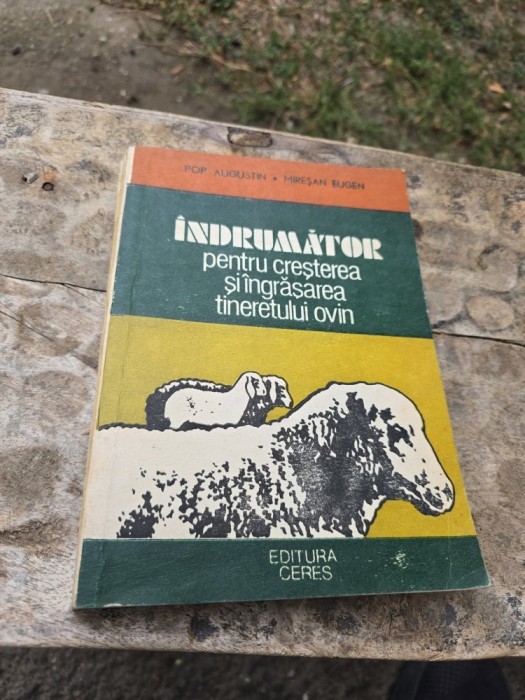 POP AUGUSTIN • MIREȘAN EUGEN
ÎNDRUMĂTOR
pentru creșterea
și îngrășarea
tineretului ovin
EDITURA
CERES